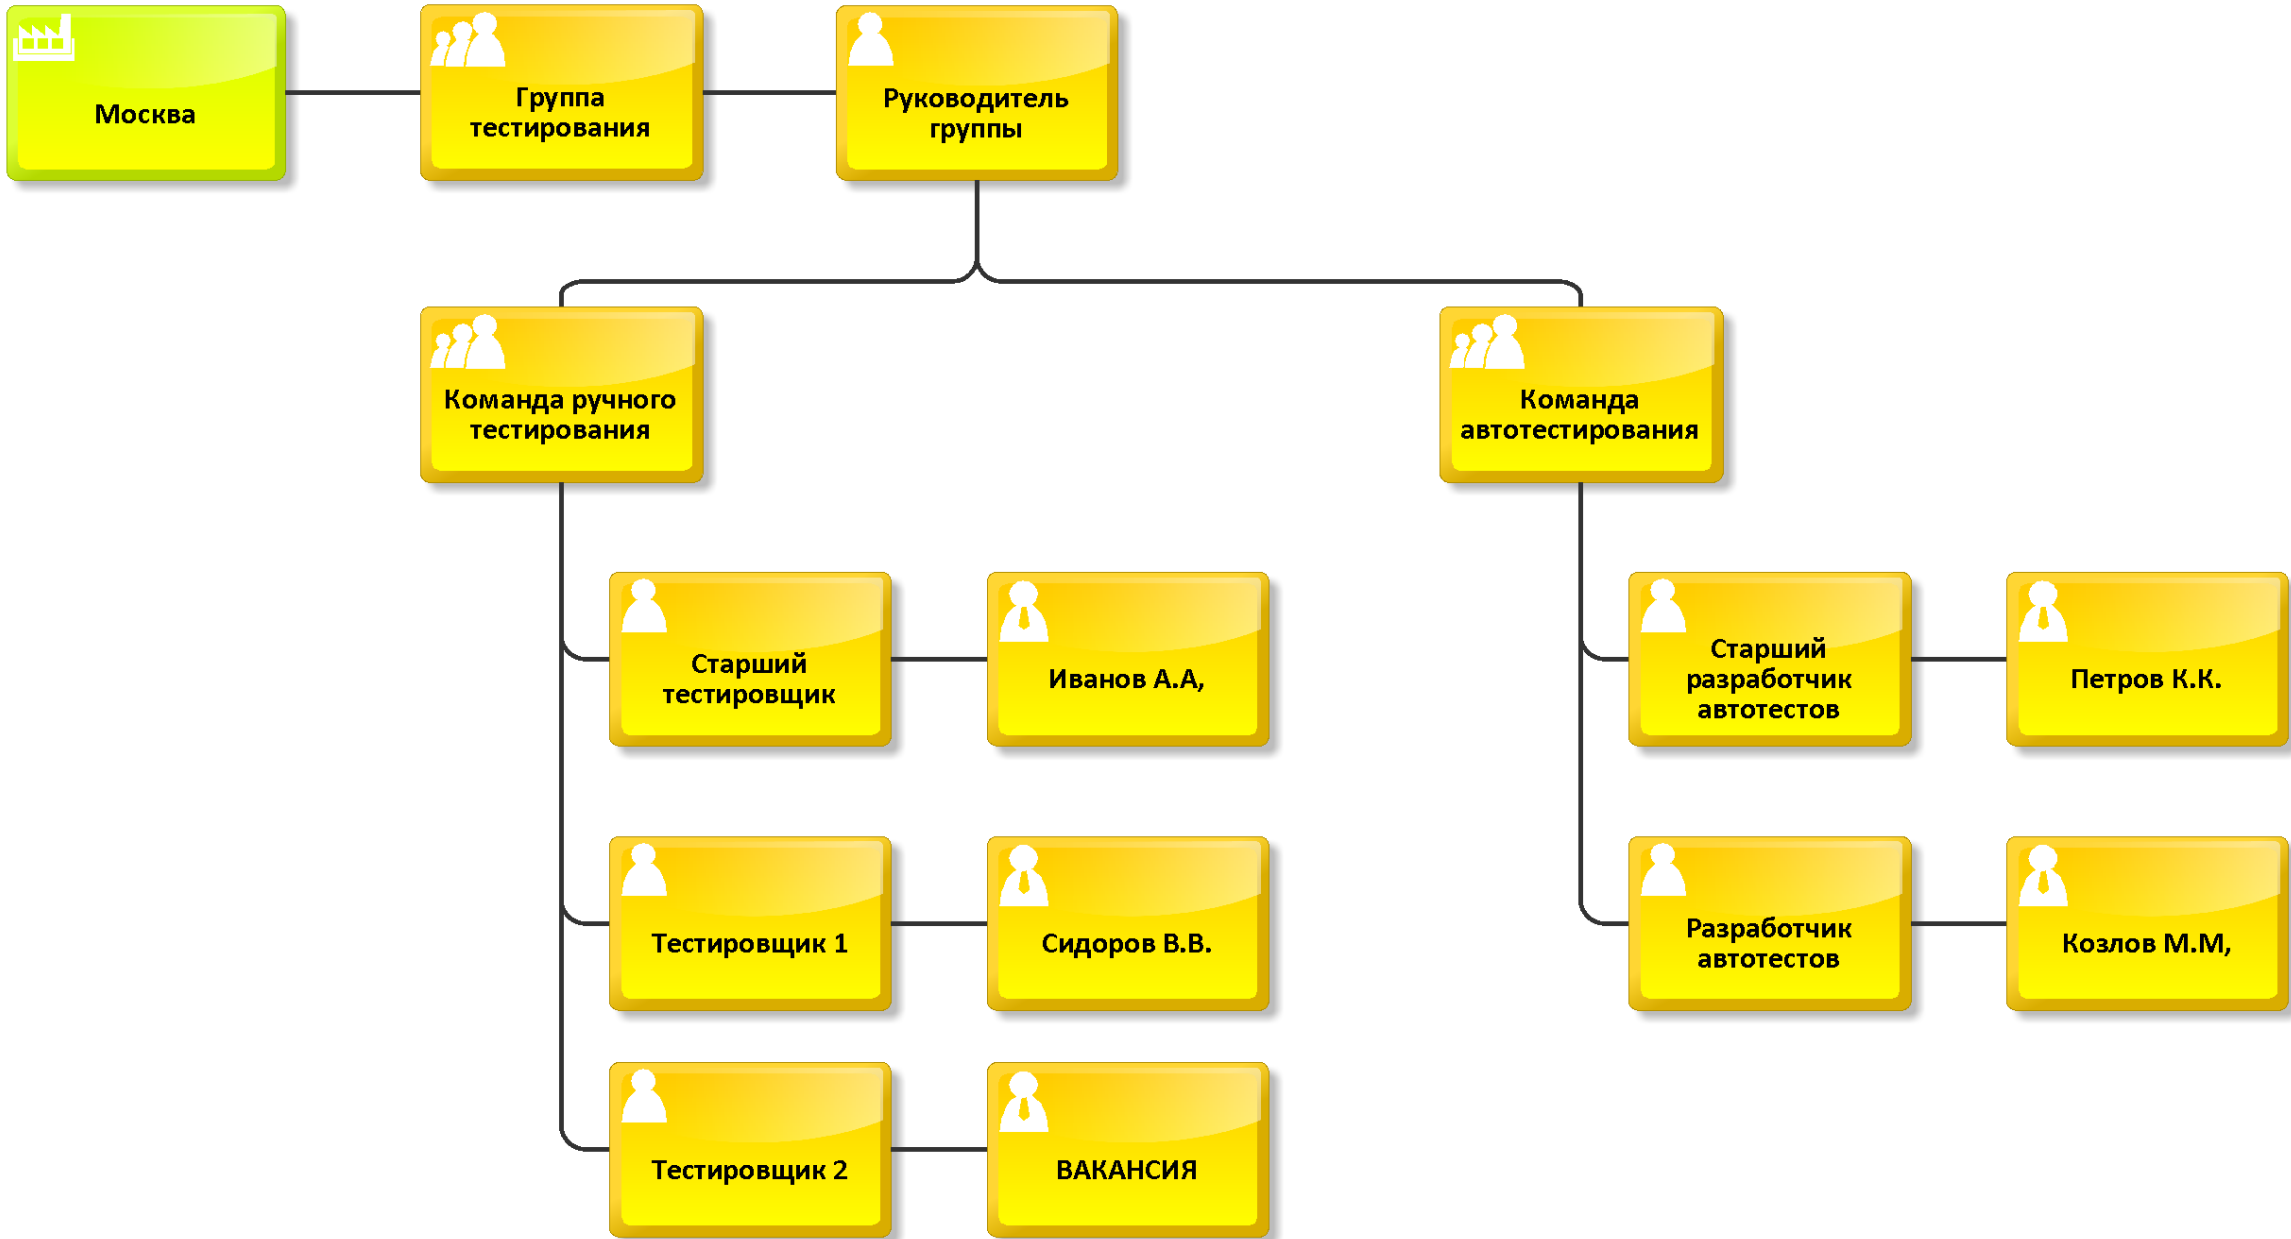 Москва
Группа
тестирования
Руководитель
группы
Команда ручного
тестирования
Команда
автотестирования
Старший
тестировщик
Иванов А.А,
Старший
разработчик
автотестов
Петров К.К.
Тестировщик 1
Сидоров В.В.
Разработчик
автотестов
Козлов М.М,
Тестировщик 2
ВАКАНСИЯ